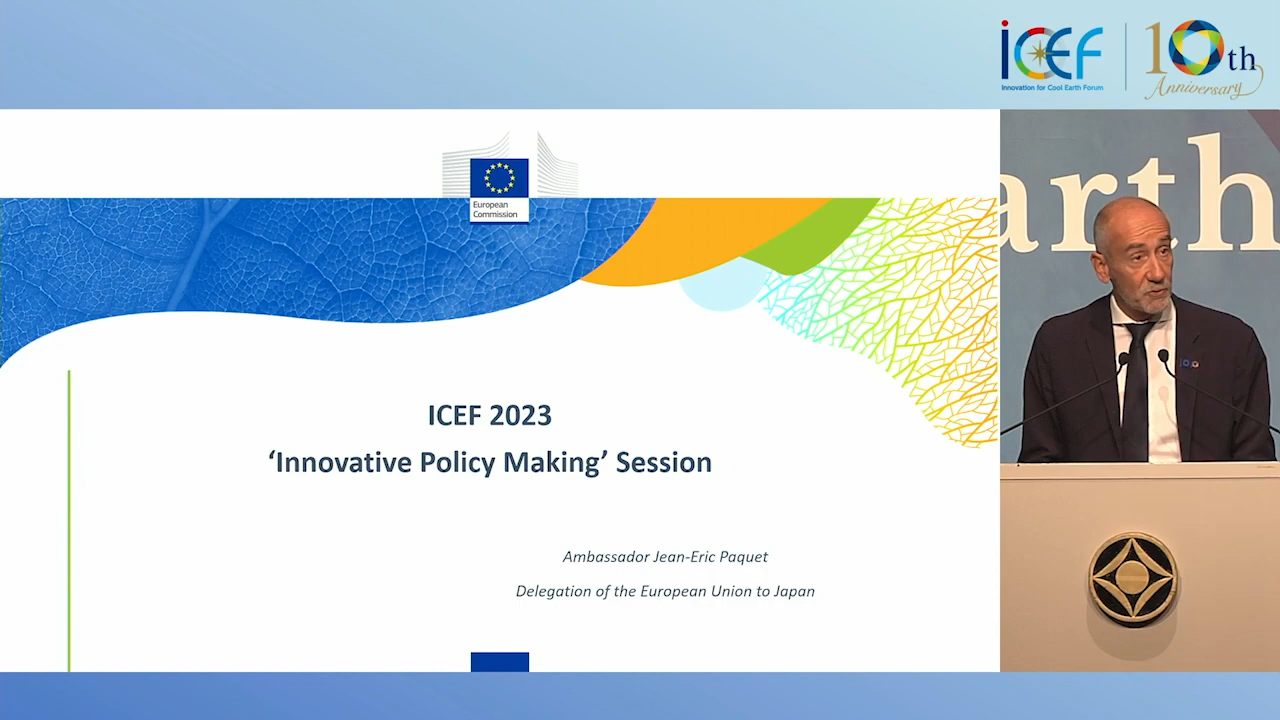 iCEF
Innovation for Cool Earth Forum
10th
Anniversary
European
Commission
arth
ICEF 2023
‘Innovative Policy Making’ Session
Ambassador Jean-Eric Paquet
Delegation of the European Union to Japan